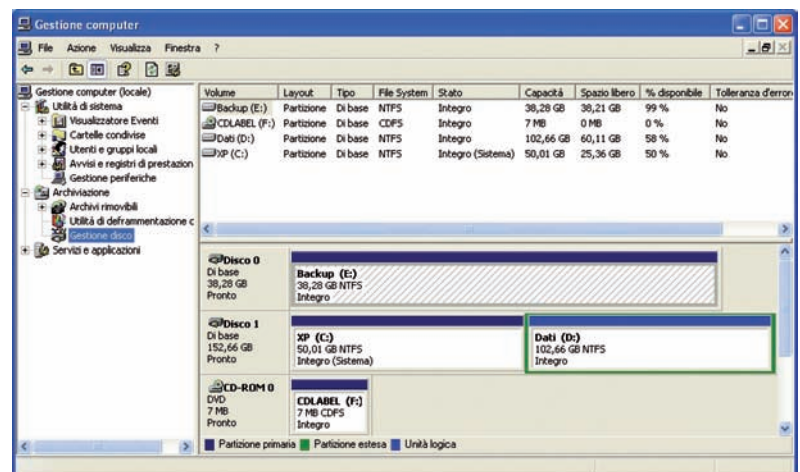 Gestione computer
File Azione Visualizza Finestra ?
Gestione computer (locale)
Utilità di sistema
Visualizzatore Eventi
Cartelle condivise
Utenti e gruppi locali
Avvisi e registri di prestazion
Gestione periferiche
Archiviazione
Archivi rimovibili
Utilità di deframmentazione c
Gestione disco
Servizi e applicazioni
Volume Layout Tipo File System Stato Capacità Spazio libero % disponibile Tolleranza d'erron
Backup (E:) Partizione Di base NTFS Integro 38,28 GB 38,21 GB 99 % No
CDLABEL (F:) Partizione Di base CDFS Integro 7 MB 0 MB 0 % No
Dati (D:) Partizione Di base NTFS Integro 102,66 GB 60,11 GB 58 % No
XP (C:) Partizione Di base NTFS Integro (Sistema) 50,01 GB 25,36 GB 50 % No
Disco 0
Di base
38,28 GB
Pronto
Backup (E:)
38,28 GB NTFS
Integro
Disco 1
Di base
152,66 GB
Pronto
XP (C:)
50,01 GB NTFS
Integro (Sistema)
Dati (D:)
102,66 GB NTFS
Integro
CD-ROM 0
DVD
7 MB
Pronto
CDLABEL (F:)
7 MB CDFS
Integro
Partizione primaria Partizione estesa Unità logica